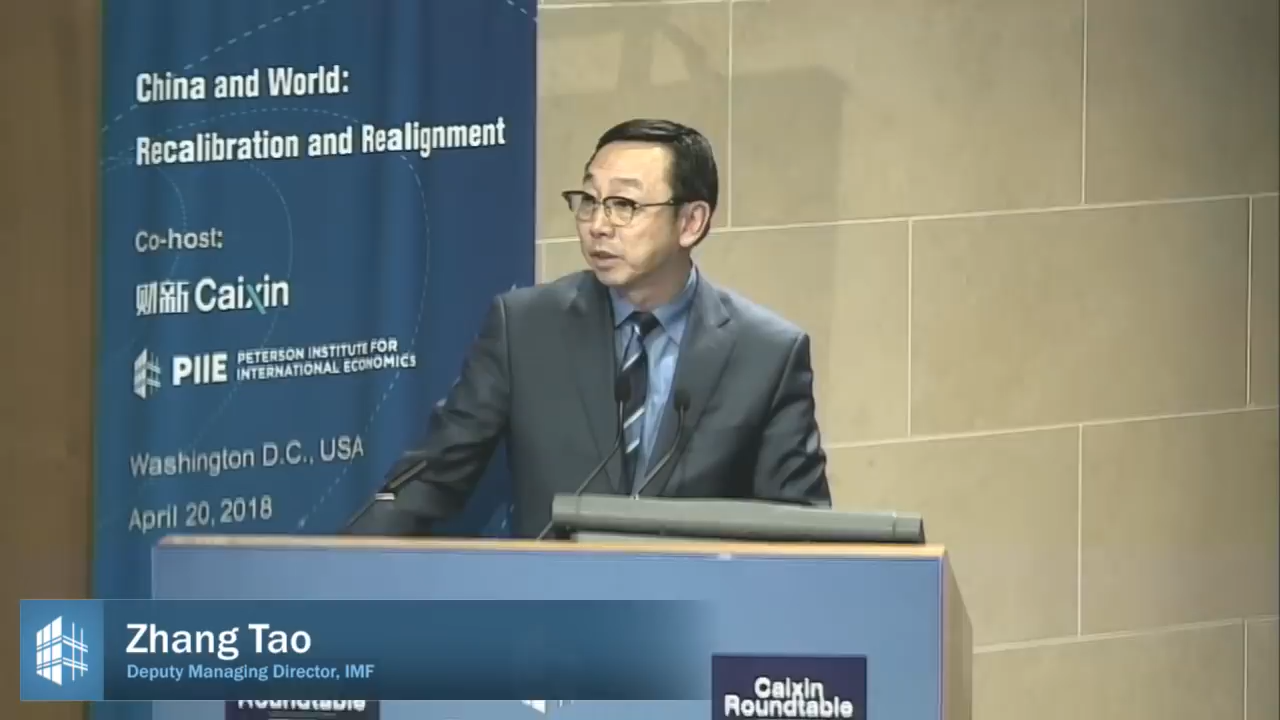 China and World:
Recalibration and Realignment
Co-host:
财新 Caixin
PIIE PETERSON INSTITUTE FOR
INTERNATIONAL ECONOMICS
Washington D.C., USA
April 20, 2018
Zhang Tao
Deputy Managing Director, IMF
Roundtable
Caixin
Roundtable